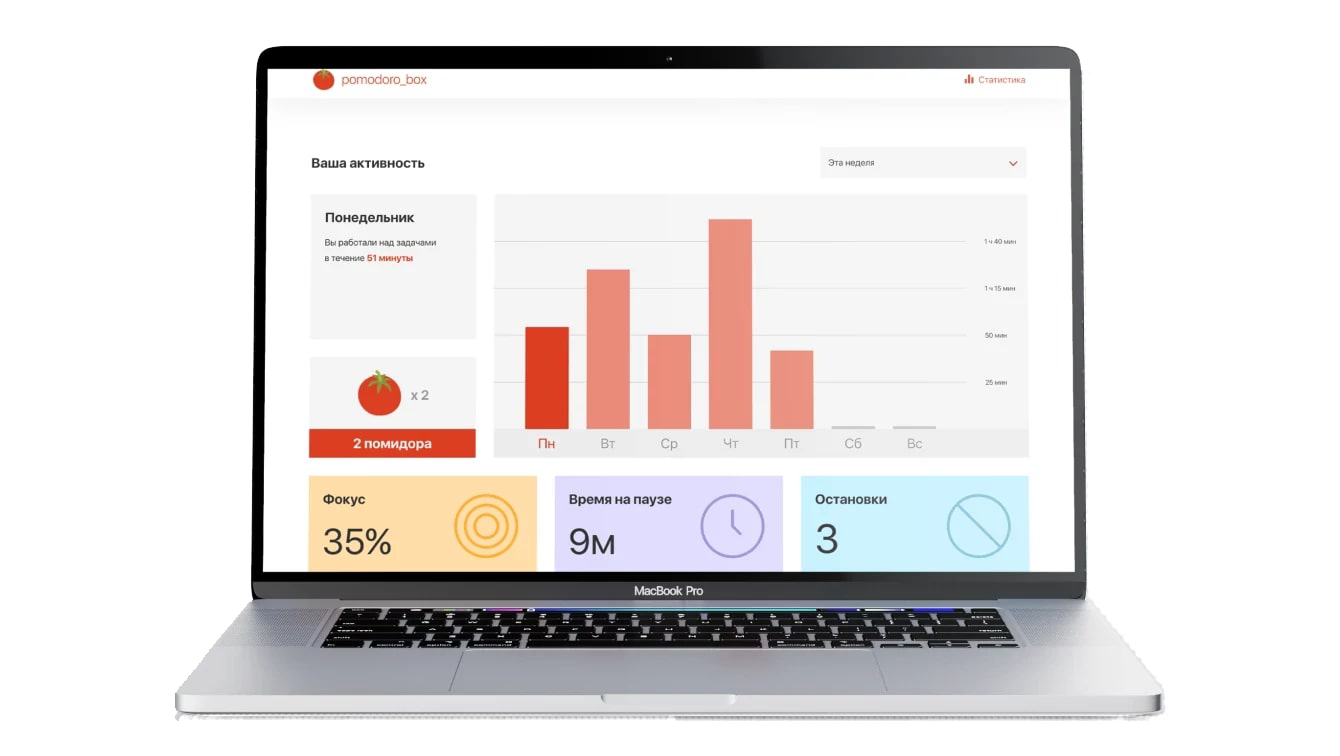 pomodoro_box
Статистика
Ваша активность
Эта неделя
Понедельник
Вы работали над задачами
в течение 51 минуты
x 2
2 помидора
1 ч 40 мин
1 ч 15 мин
50 мин
25 мин
Пн Вт Ср Чт Пт Сб Вс
Фокус
35%
Время на паузе
9м
Остановки
3
MacBook Pro